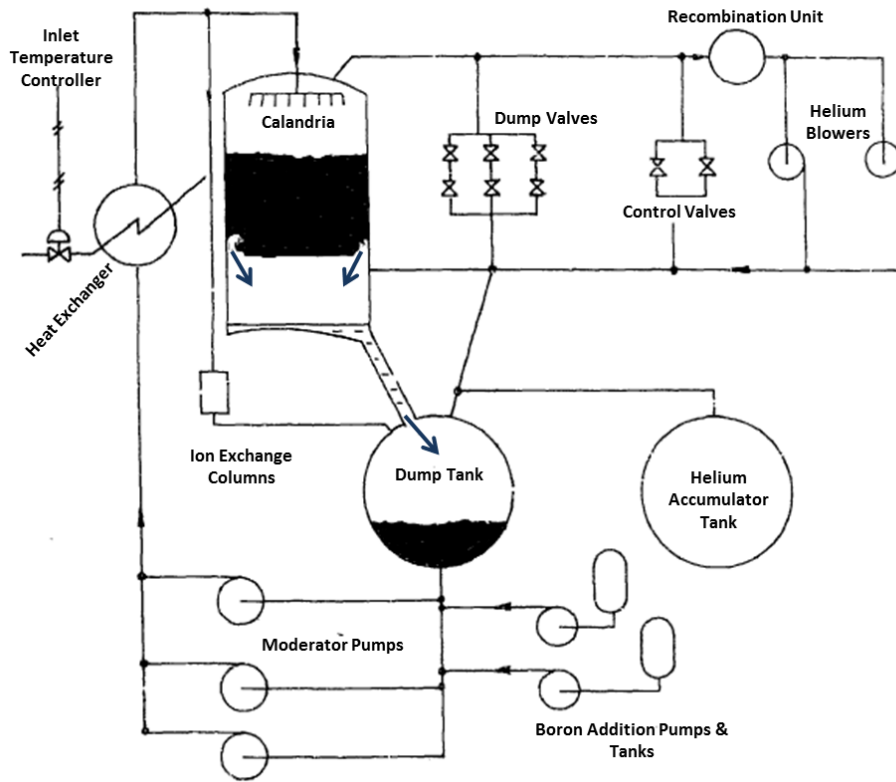 Recombination Unit
Inlet
Temperature
Controller
Calandria
Dump Valves
Helium
Blowers
Control Valves
Heat Exchanger
Ion Exchange
Columns
Dump Tank
Helium
Accumulator
Tank
Moderator Pumps
Boron Addition Pumps &
Tanks